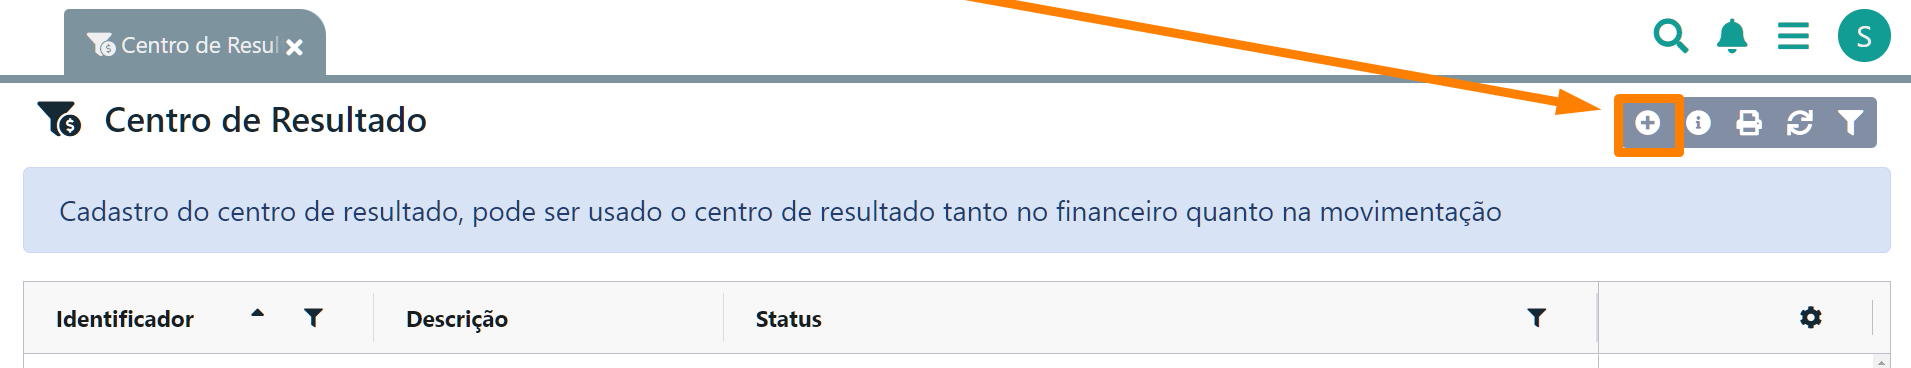 Centro de Resul
S
Centro de Resultado
Cadastro do centro de resultado, pode ser usado o centro de resultado tanto no financeiro quanto na movimentação
Identificador Descrição Status